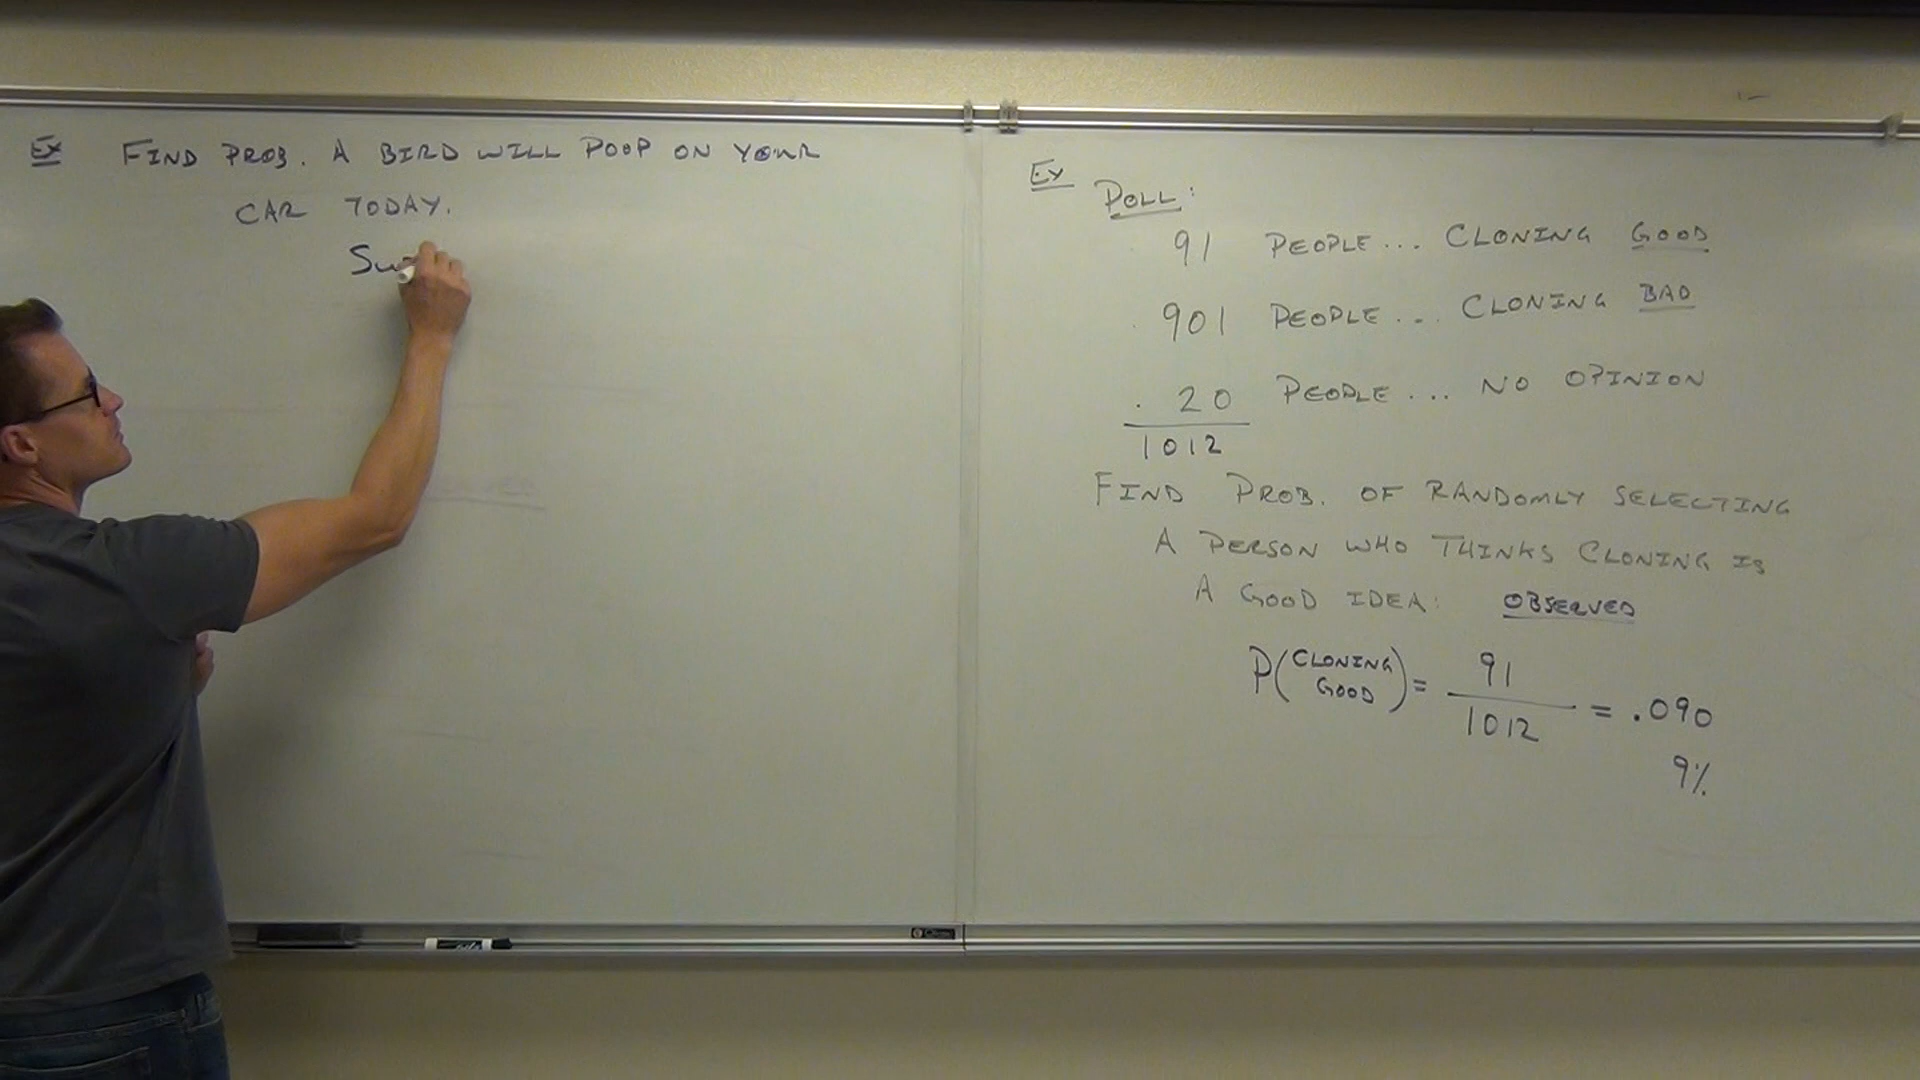 Ex FIND PROB. A BIRD WILL POOP ON YOUR
CAR TODAY.
Ex
POLL:
91 PEOPLE... CLONING GOOD
901 PEOPLE... CLONING BAD
20 PEOPLE... NO OPINION
1012
FIND PROB. OF RANDOMLY SELECTING
A PERSON WHO THINKS CLONING IS
A GOOD IDEA: OBSERVED
P(CLONING GOOD) = 91/1012 = .090
9%